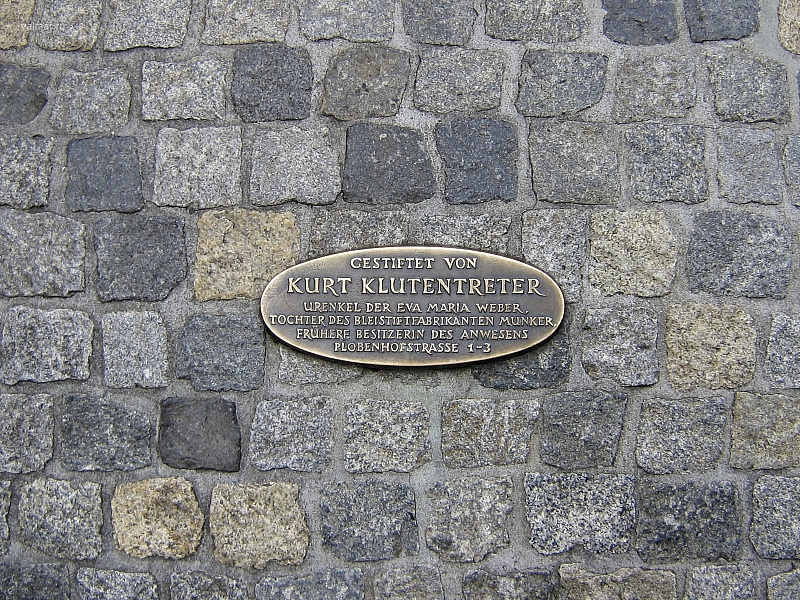 GESTIFTET VON
KURT KLUTENTRETER
URENKEL DER EVA MARIA WEBER,
TOCHTER DES BLEISTIFTFABRIKANTEN MUNKER
FRÜHERE BESITZERIN DES ANWESENS
PLOBENHOFSTRASSE 1-3